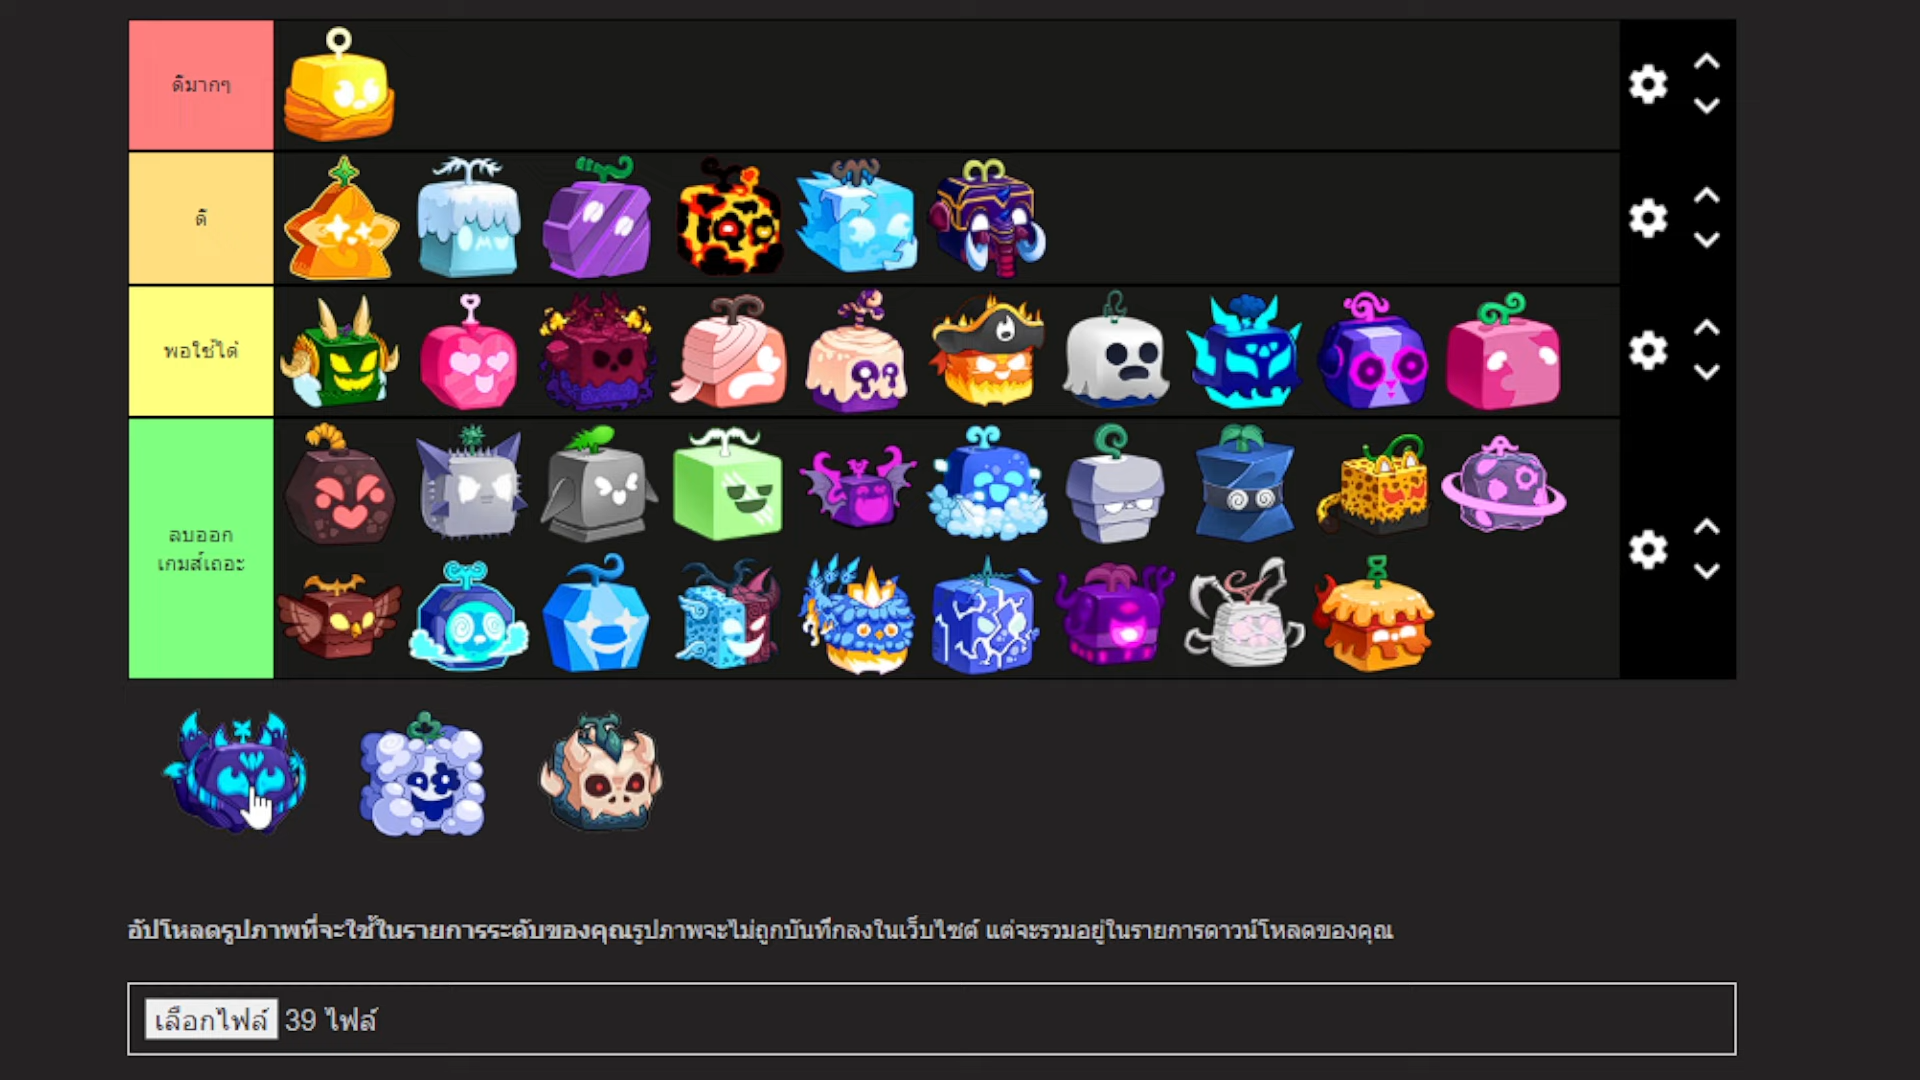 ดีมากๆ
ดี
พอใช้ได้
ลบออก
เกมส์เถอะ
อัปโหลดรูปภาพที่จะใช้ในรายการระดับของคุณรูปภาพจะไม่ถูกบันทึกลงในเว็บไซต์ แต่จะรวมอยู่ในรายการดาวน์โหลดของคุณ
เลือกไฟล์ 39 ไฟล์